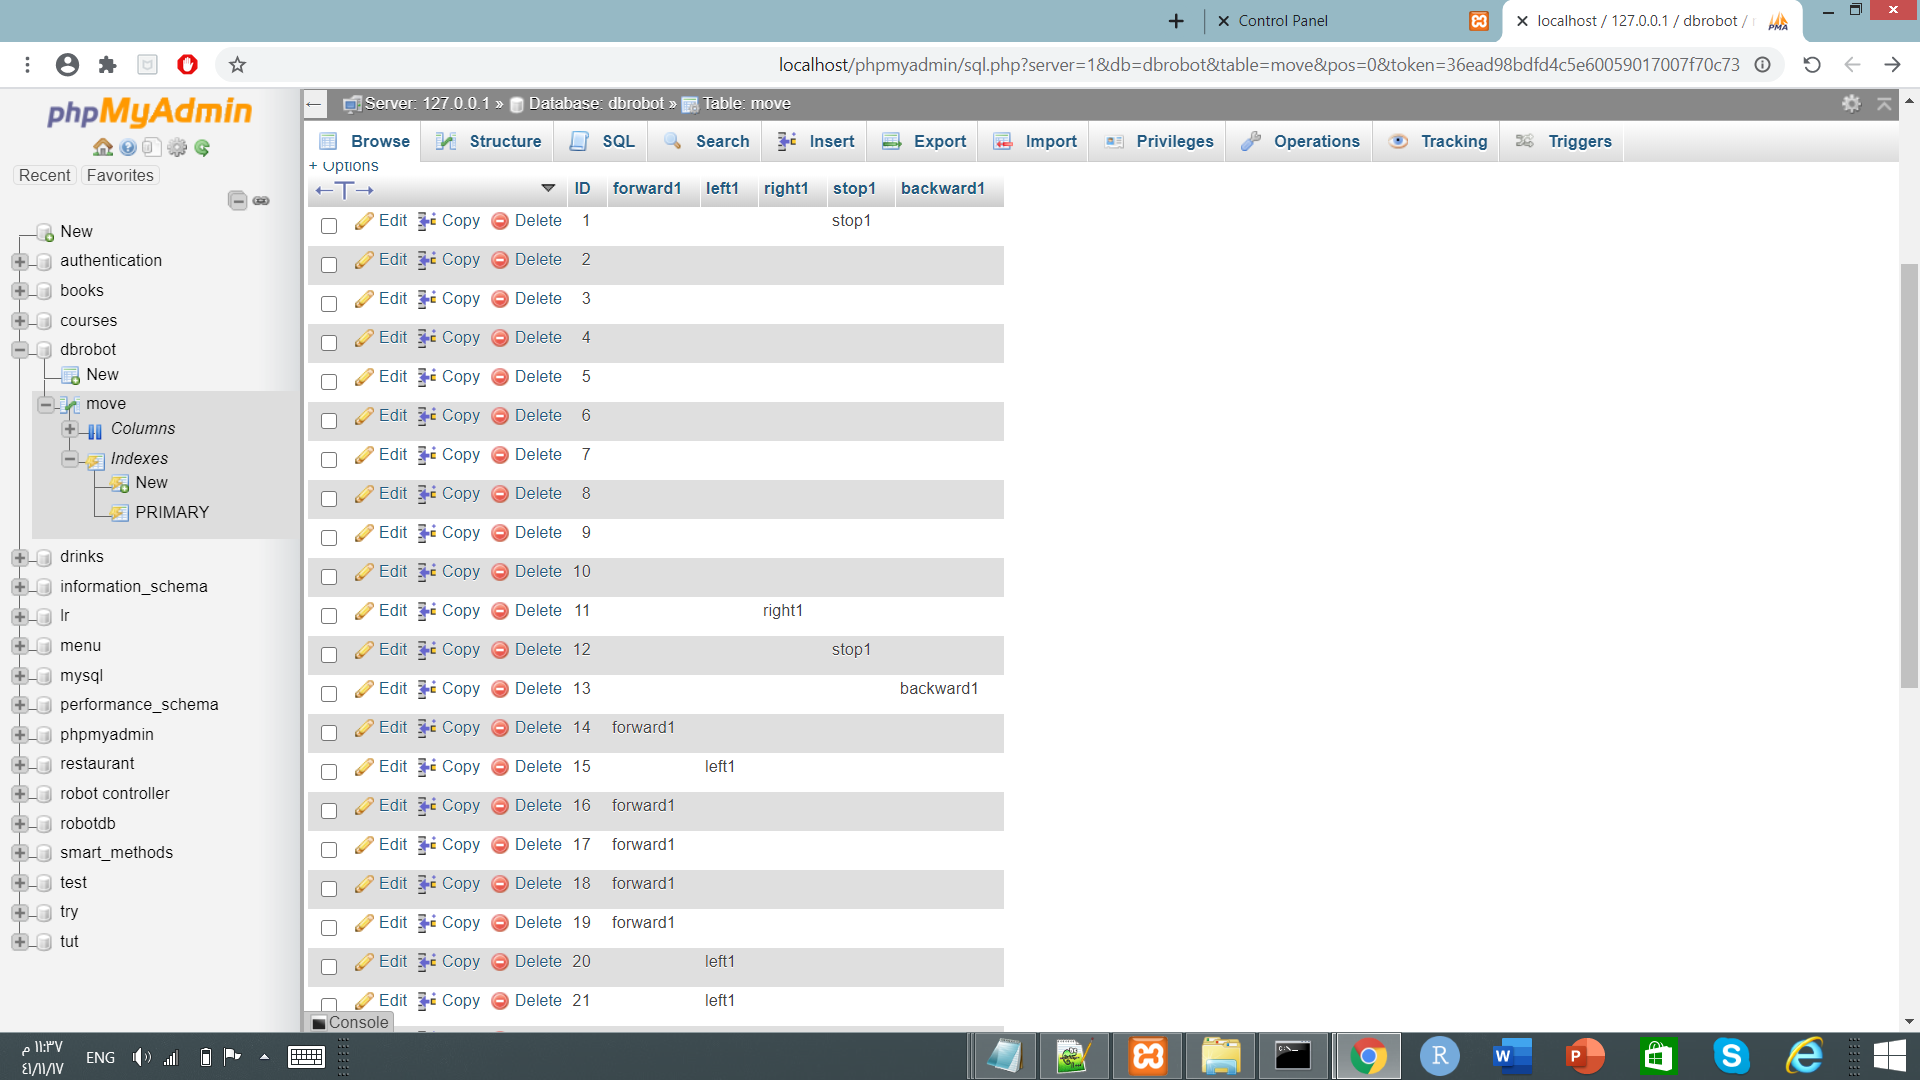 Control Panel
localhost / 127.0.0.1 / dbrobot /
PMA
localhost/phpmyadmin/sql.php?server=1&db=dbrobot&table=move&pos=0&token=36ead98bdfd4c5e60059017007f70c73
phpMyAdmin
Recent Favorites
New
authentication
books
courses
dbrobot
New
move
Columns
Indexes
New
PRIMARY
drinks
information_schema
lr
menu
mysql
performance_schema
phpmyadmin
restaurant
robot controller
robotdb
smart_methods
test
try
tut
Server: 127.0.0.1 » Database: dbrobot » Table: move
Browse Structure SQL Search Insert Export Import Privileges Operations Tracking Triggers
+ Options
←T→ ID forward1 left1 right1 stop1 backward1
Edit Copy Delete 1 stop1
Edit Copy Delete 2
Edit Copy Delete 3
Edit Copy Delete 4
Edit Copy Delete 5
Edit Copy Delete 6
Edit Copy Delete 7
Edit Copy Delete 8
Edit Copy Delete 9
Edit Copy Delete 10
Edit Copy Delete 11 right1
Edit Copy Delete 12 stop1
Edit Copy Delete 13 backward1
Edit Copy Delete 14 forward1
Edit Copy Delete 15 left1
Edit Copy Delete 16 forward1
Edit Copy Delete 17 forward1
Edit Copy Delete 18 forward1
Edit Copy Delete 19 forward1
Edit Copy Delete 20 left1
Edit Copy Delete 21 left1
Console
١١:٣٧ م
٤١/١١/١٧
ENG